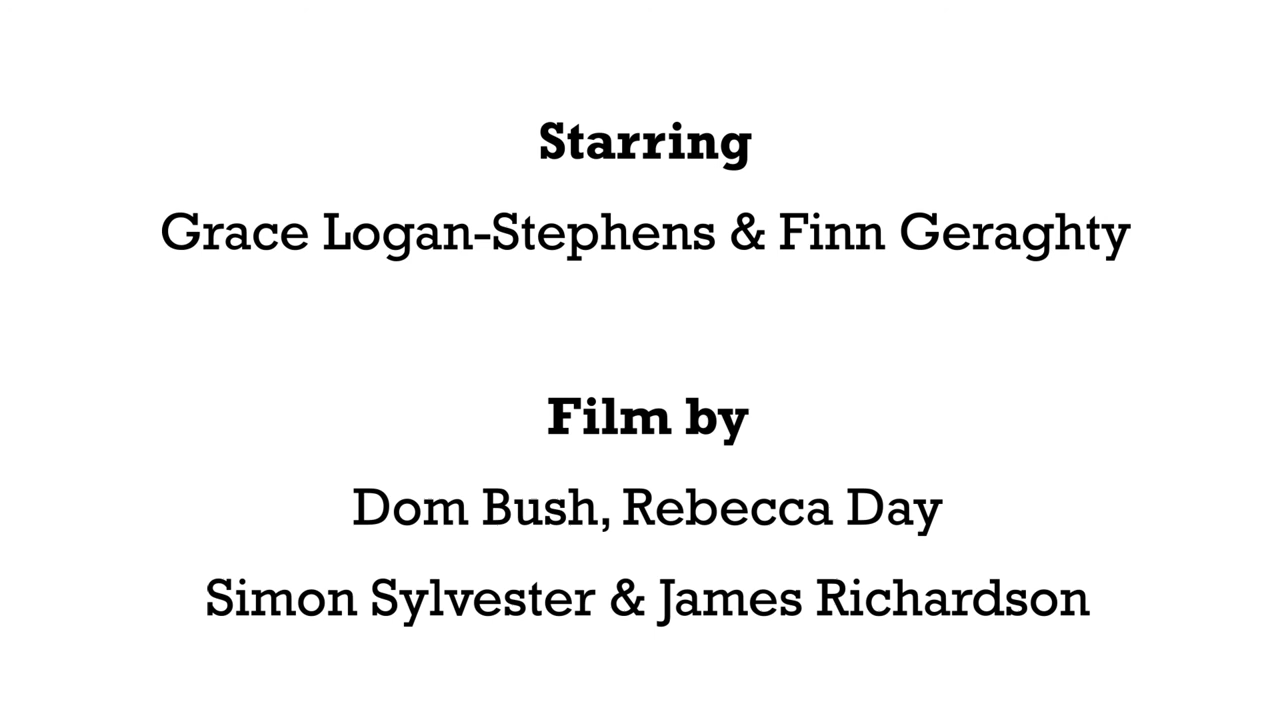 Starring
Grace Logan-Stephens & Finn Geraghty
Film by
Dom Bush, Rebecca Day
Simon Sylvester & James Richardson